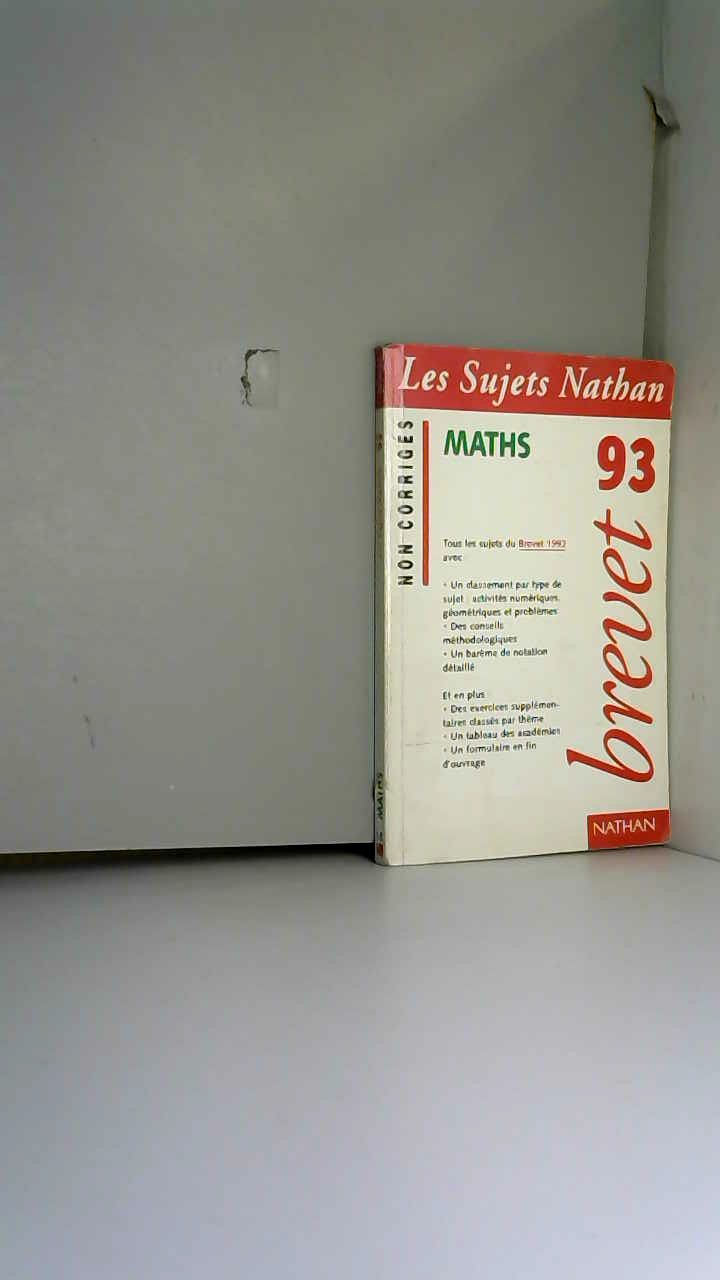 Les Sujets Nathan
NON CORRIGÉS
MATHS
93
brevet
Tous les sujets du Brevet 1993
avec :
• Un classement par type de
sujet : activités numériques,
géométriques et problèmes
• Des conseils
méthodologiques
• Un barème de notation
détaillé
Et en plus :
• Des exercices supplémen-
taires classés par thème
• Un tableau des académies
• Un formulaire en fin
d'ouvrage
NATHAN
MATHS